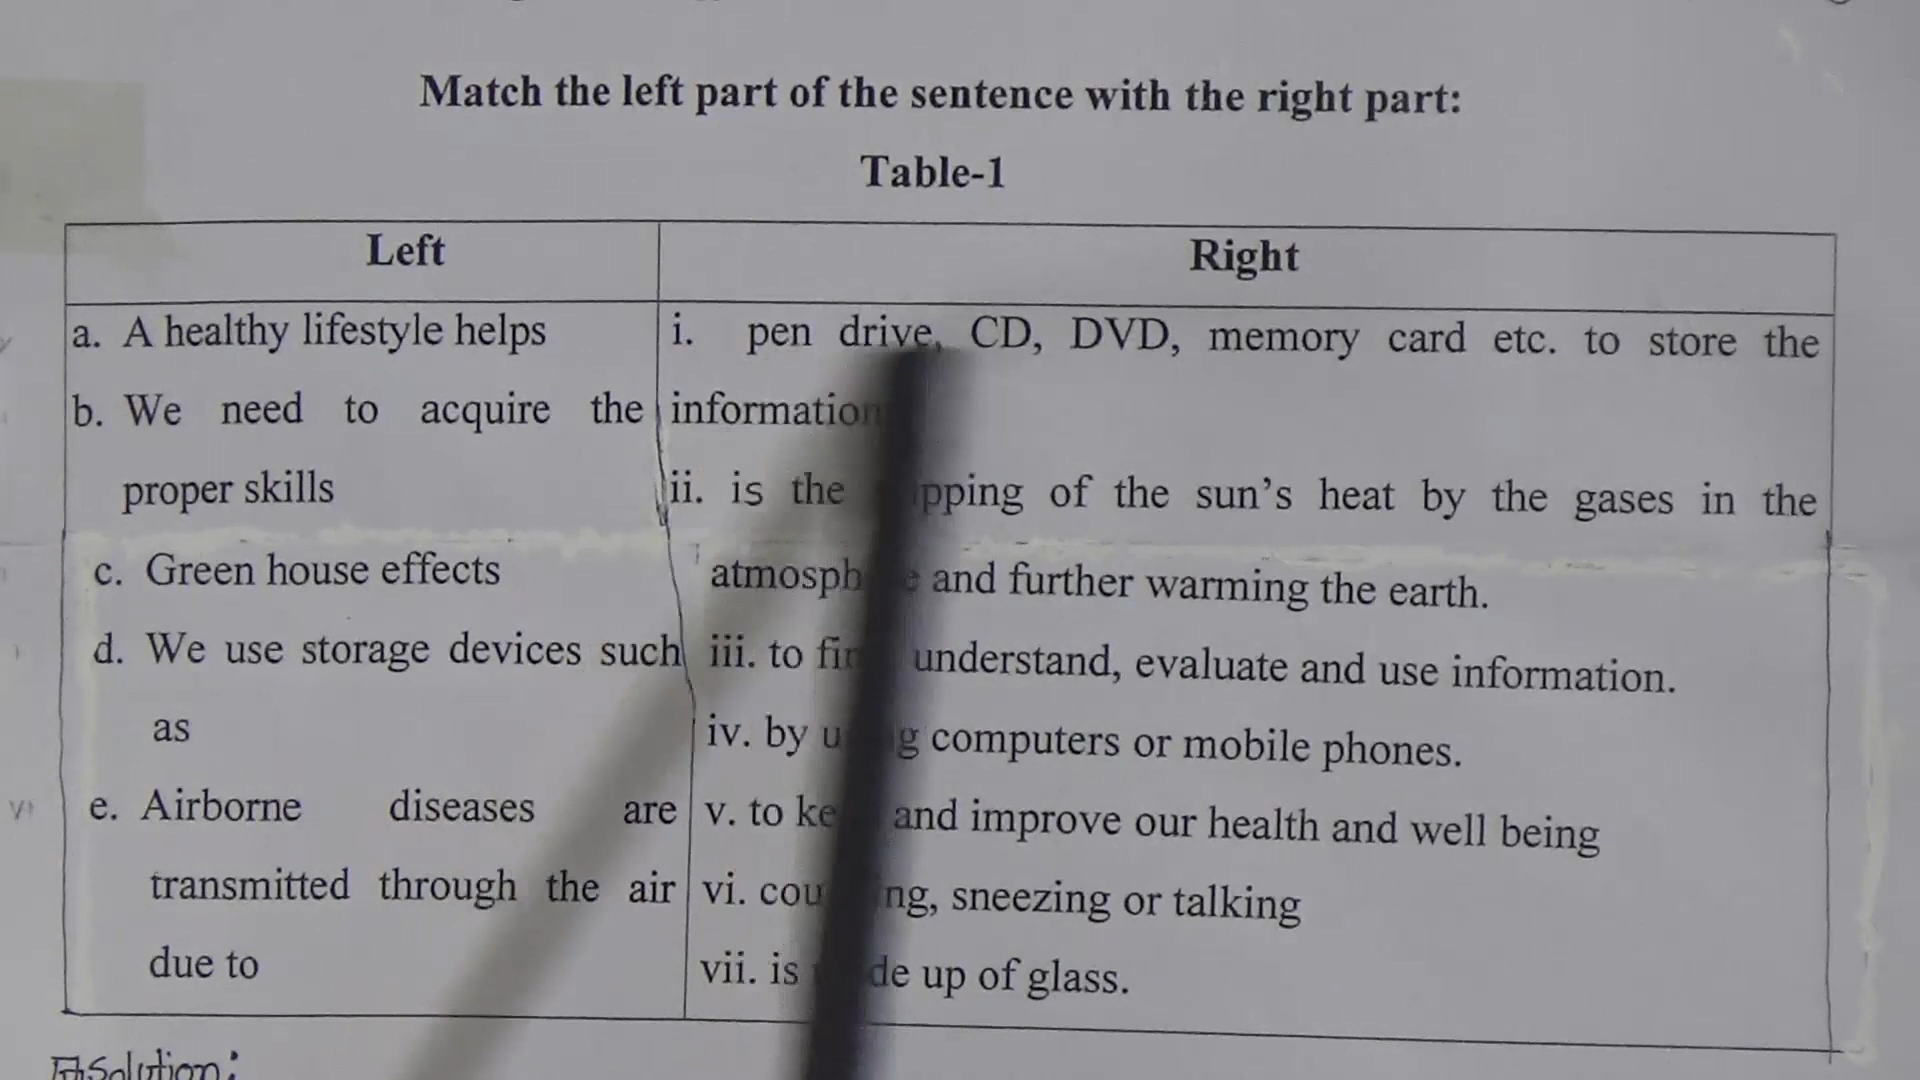 Match the left part of the sentence with the right part:
Table-1
Left
Right
a. A healthy lifestyle helps
b. We need to acquire the
proper skills
c. Green house effects
d. We use storage devices such
as
e. Airborne diseases are
transmitted through the air
due to
i. pen drive, CD, DVD, memory card etc. to store the
information
ii. is the pping of the sun's heat by the gases in the
atmosph e and further warming the earth.
iii. to fin understand, evaluate and use information.
iv. by u g computers or mobile phones.
v. to ke and improve our health and well being
vi. cou ng, sneezing or talking
vii. is de up of glass.
Solution: